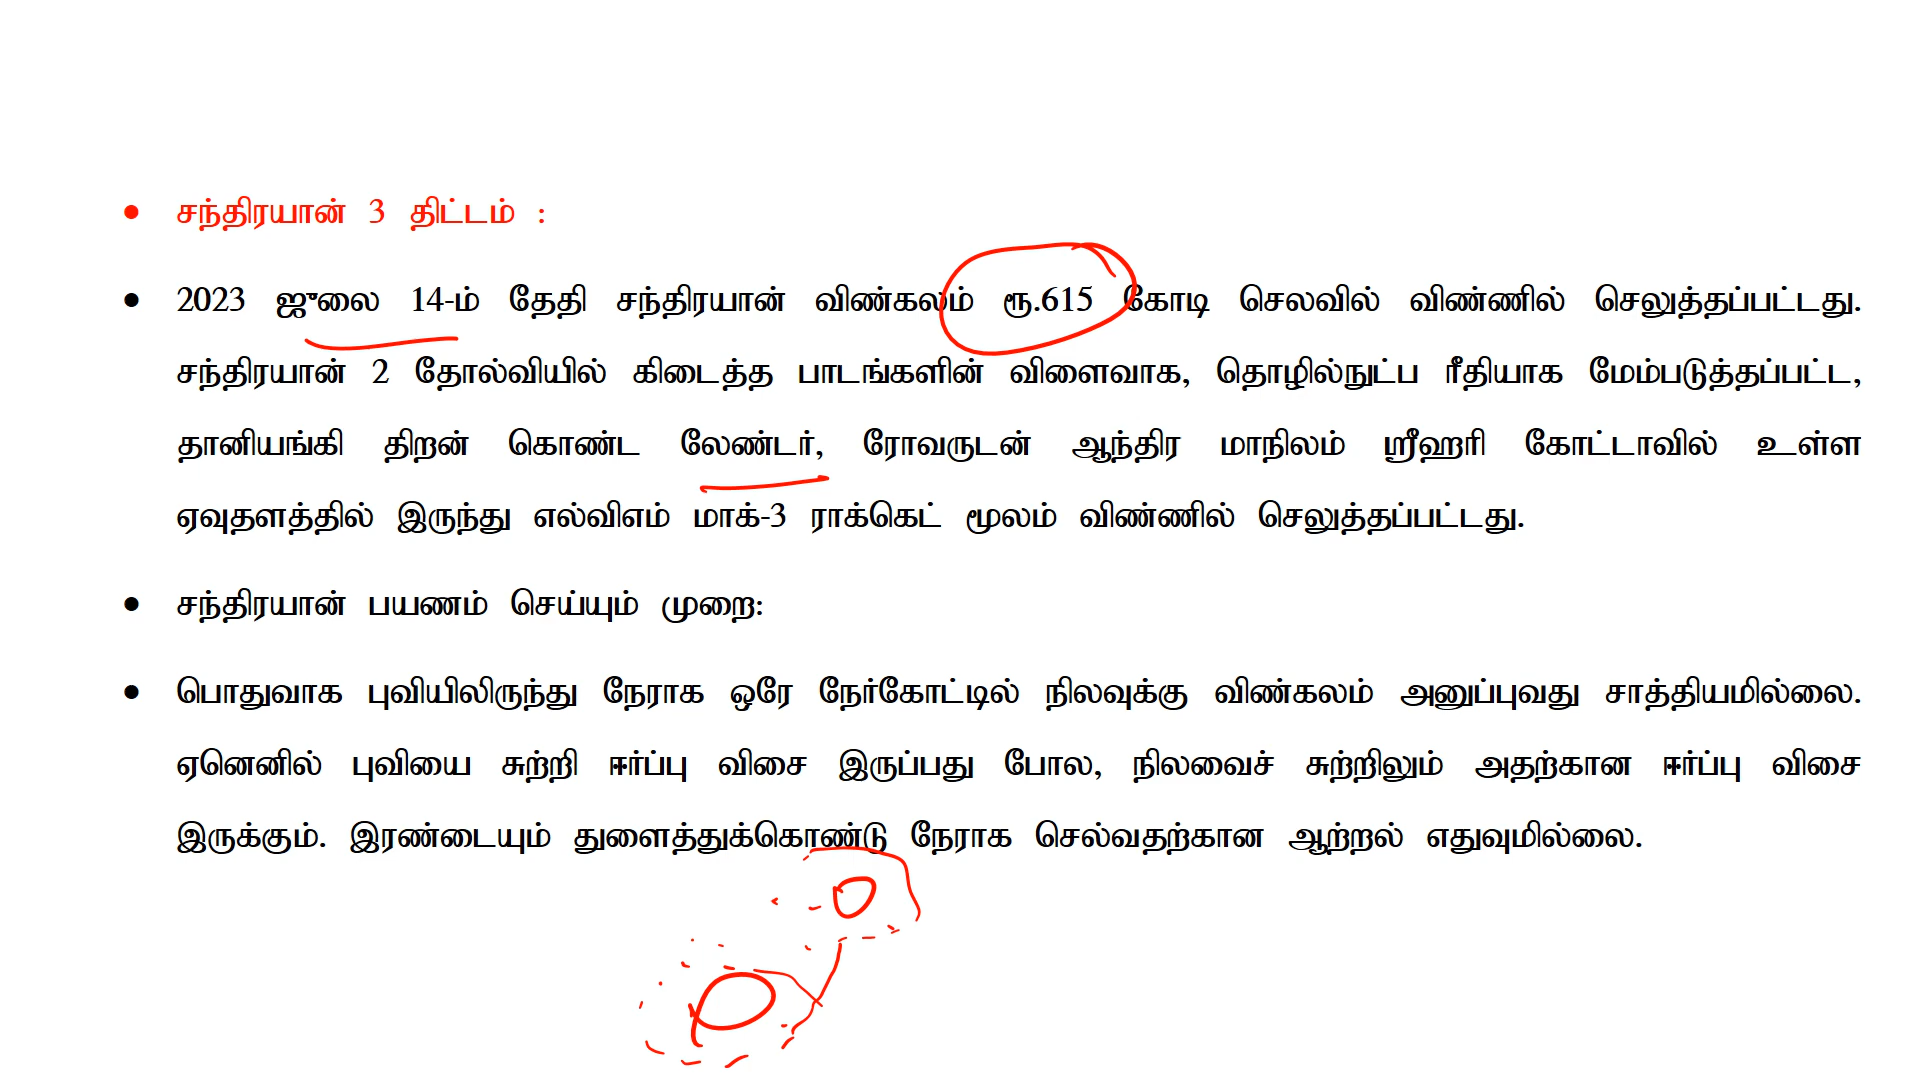 • சந்திரயான் 3 திட்டம் :
• 2023 ஜுலை 14-ம் தேதி சந்திரயான் விண்கலம் ரூ.615 கோடி செலவில் விண்ணில் செலுத்தப்பட்டது.
சந்திரயான் 2 தோல்வியில் கிடைத்த பாடங்களின் விளைவாக, தொழில்நுட்ப ரீதியாக மேம்படுத்தப்பட்ட,
தானியங்கி திறன் கொண்ட லேண்டர், ரோவருடன் ஆந்திர மாநிலம் ஸ்ரீஹரி கோட்டாவில் உள்ள
ஏவுதளத்தில் இருந்து எல்விஎம் மாக்-3 ராக்கெட் மூலம் விண்ணில் செலுத்தப்பட்டது.
• சந்திரயான் பயணம் செய்யும் முறை:
• பொதுவாக புவியிலிருந்து நேராக ஒரே நேர்கோட்டில் நிலவுக்கு விண்கலம் அனுப்புவது சாத்தியமில்லை.
ஏனெனில் புவியை சுற்றி ஈர்ப்பு விசை இருப்பது போல, நிலவைச் சுற்றிலும் அதற்கான ஈர்ப்பு விசை
இருக்கும். இரண்டையும் துளைத்துக்கொண்டு நேராக செல்வதற்கான ஆற்றல் எதுவுமில்லை.